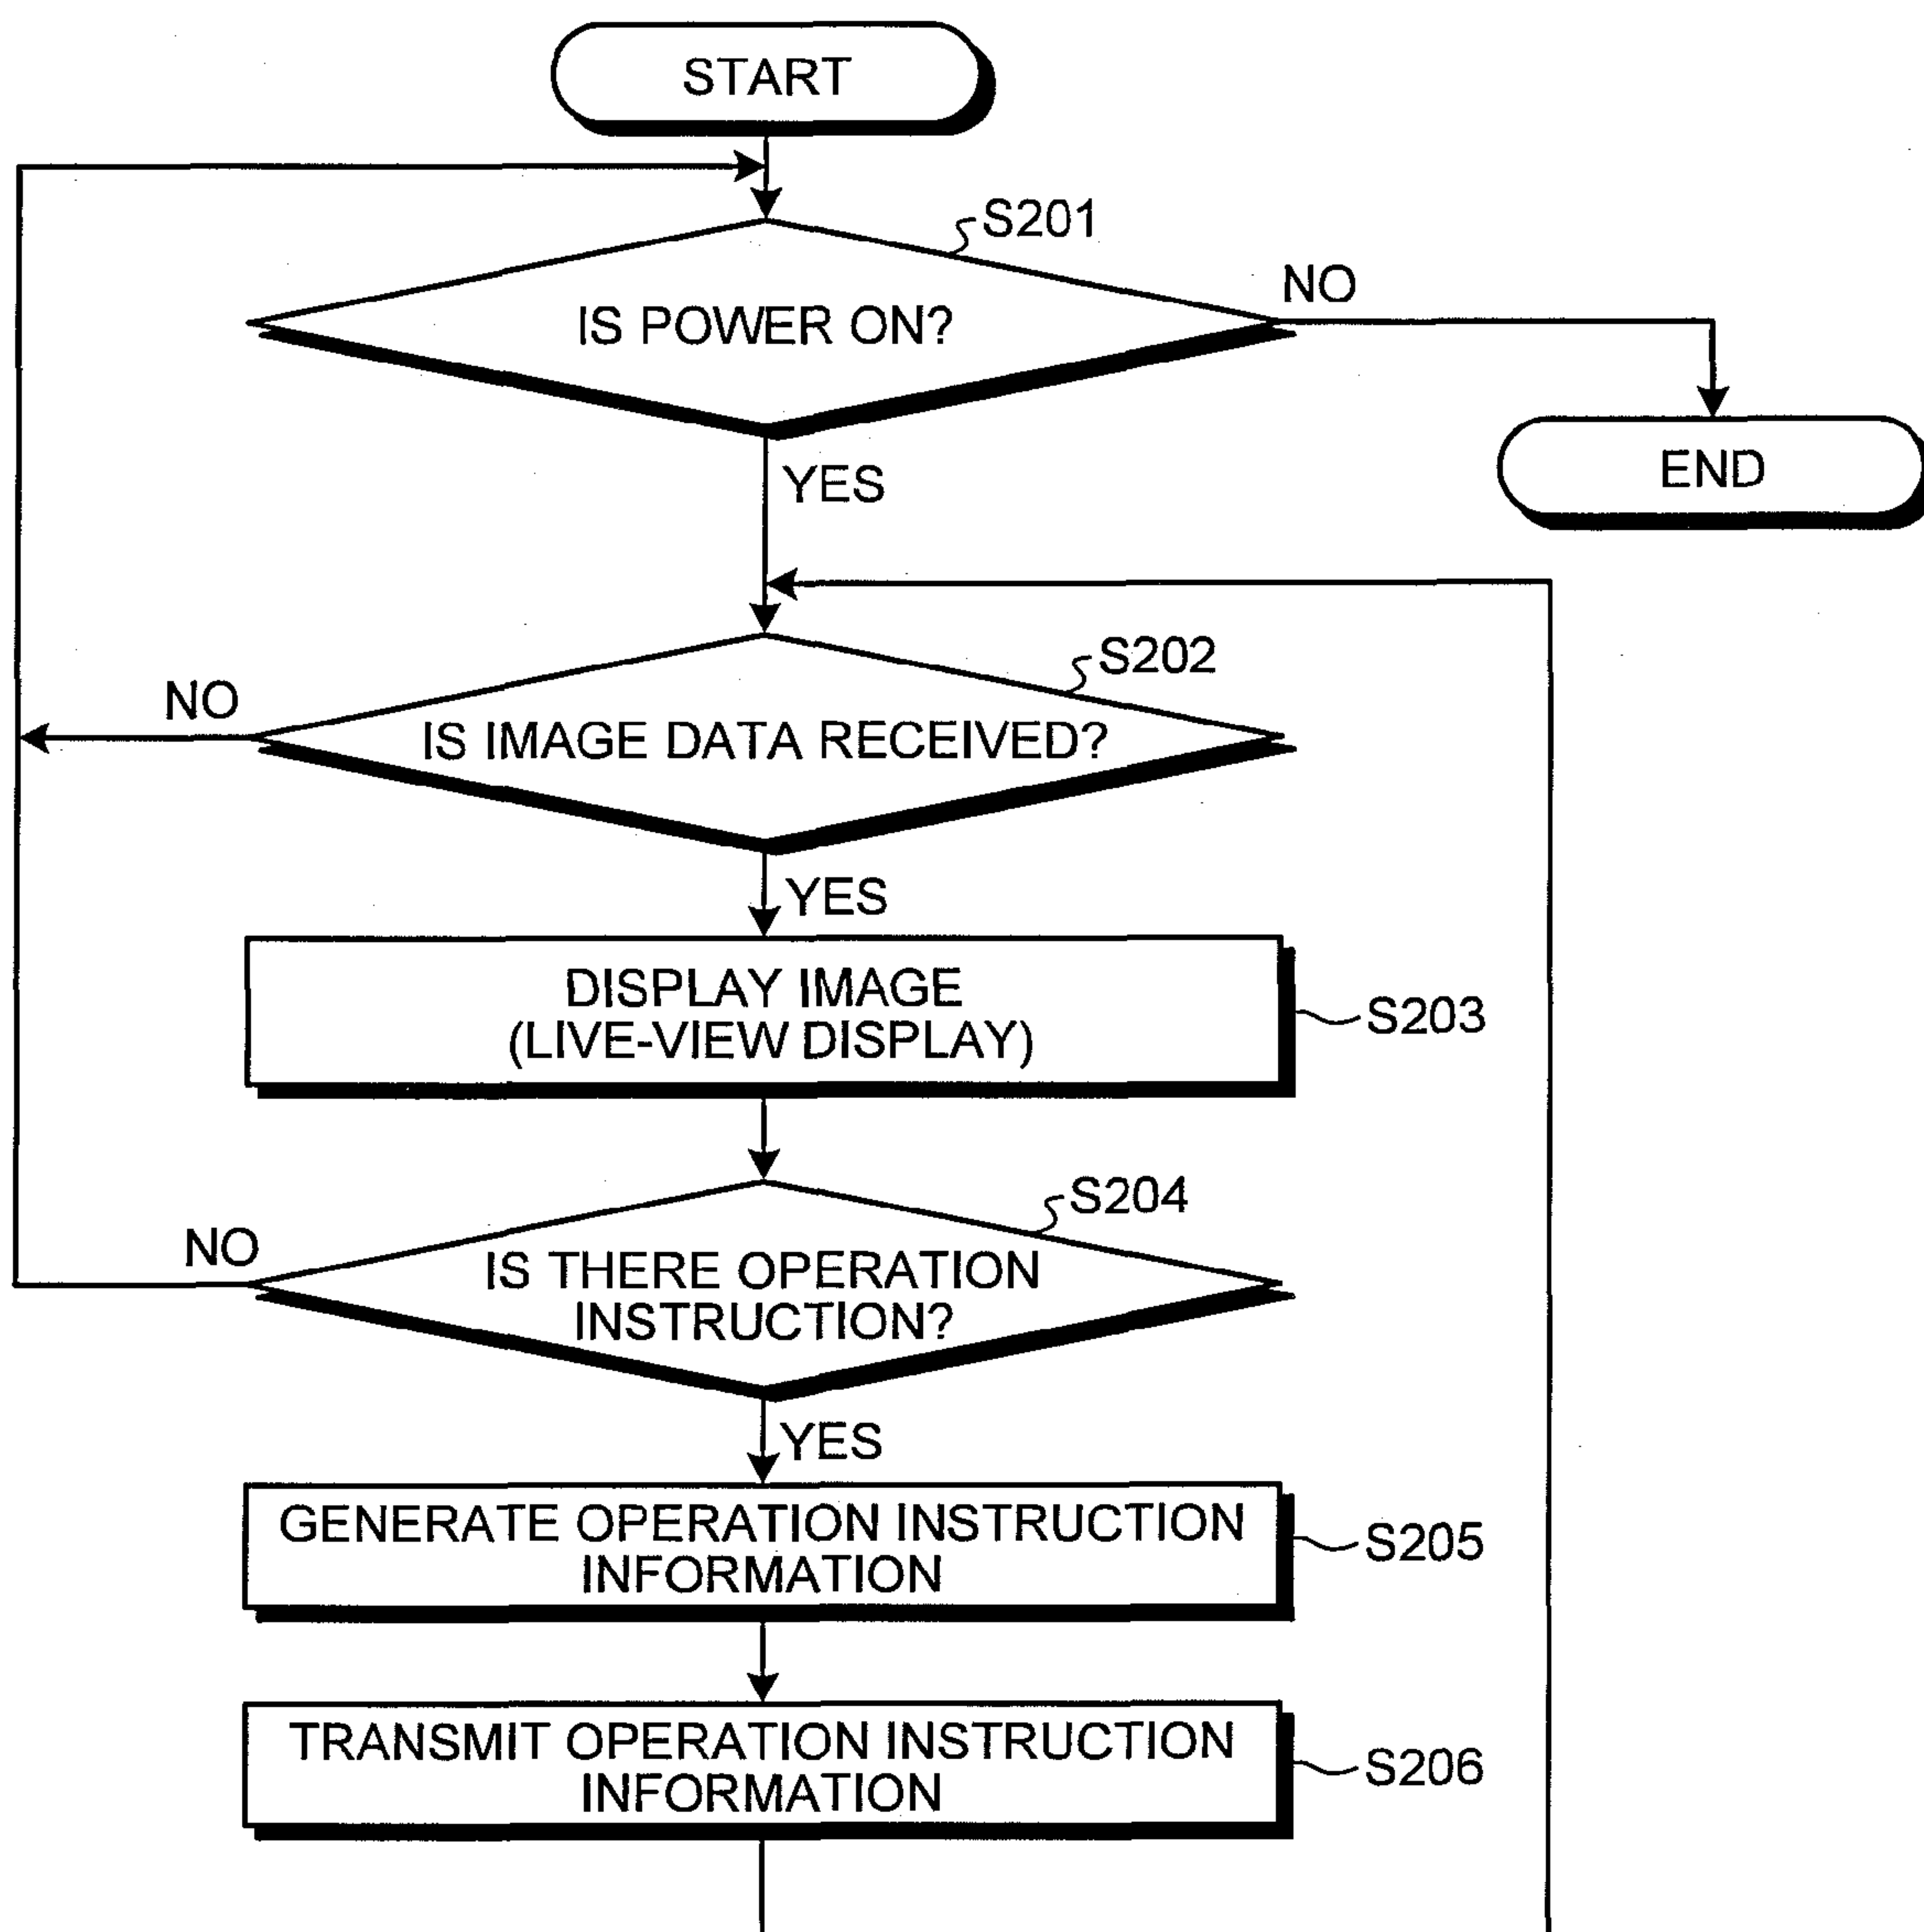 START
S201
IS POWER ON?
NO
END
YES
S202
NO
IS IMAGE DATA RECEIVED?
YES
DISPLAY IMAGE
(LIVE-VIEW DISPLAY)
S203
S204
NO
IS THERE OPERATION
INSTRUCTION?
YES
GENERATE OPERATION INSTRUCTION
INFORMATION
S205
TRANSMIT OPERATION INSTRUCTION
INFORMATION
S206